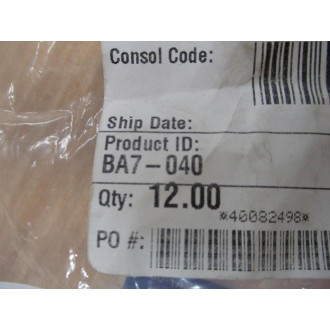 Consol Code:
Ship Date:
Product ID:
BA7-040
Qty: 12.00
*40082498*
PO #: